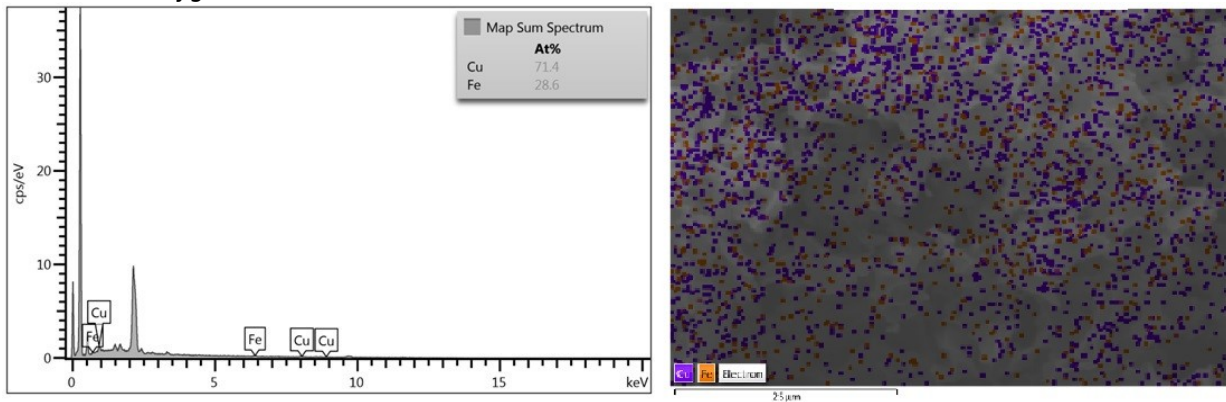 Map Sum Spectrum
At%
Cu 71.4
Fe 28.6
cps/eV
30
20
10
0
Cu
Fe
Fe
Cu
Cu
0
5
10
15
keV
Cu Fe Electron
25 µm